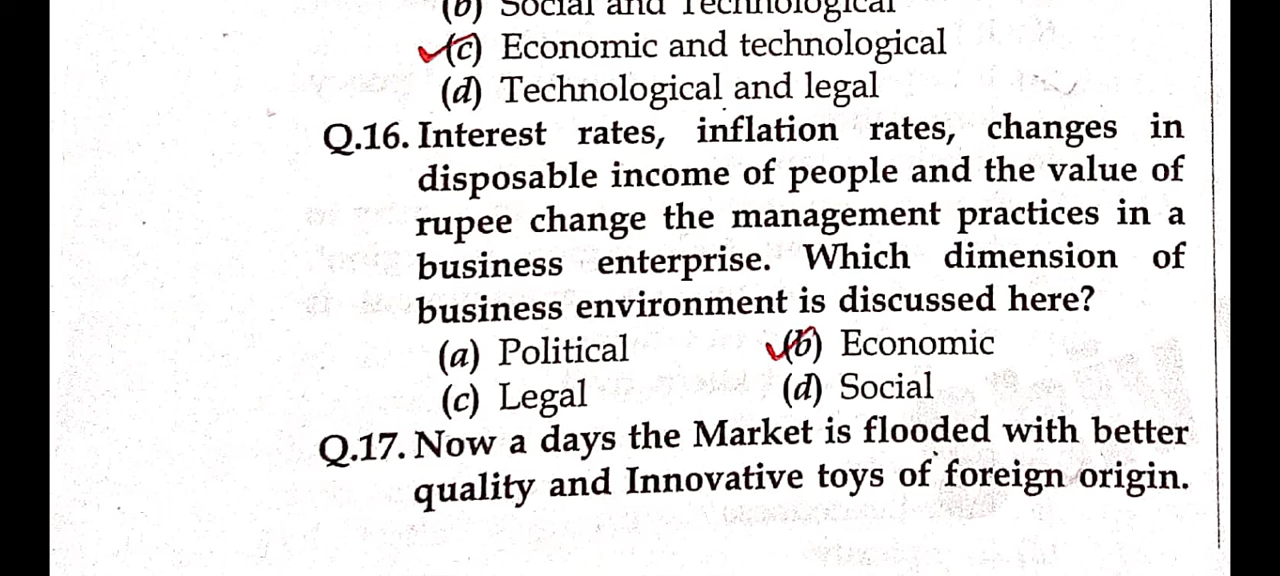 (b) Social and Technological
(c) Economic and technological
(d) Technological and legal
Q.16. Interest rates, inflation rates, changes in
disposable income of people and the value of
rupee change the management practices in a
business enterprise. Which dimension of
business environment is discussed here?
(a) Political (b) Economic
(c) Legal (d) Social
Q.17. Now a days the Market is flooded with better
quality and Innovative toys of foreign origin.